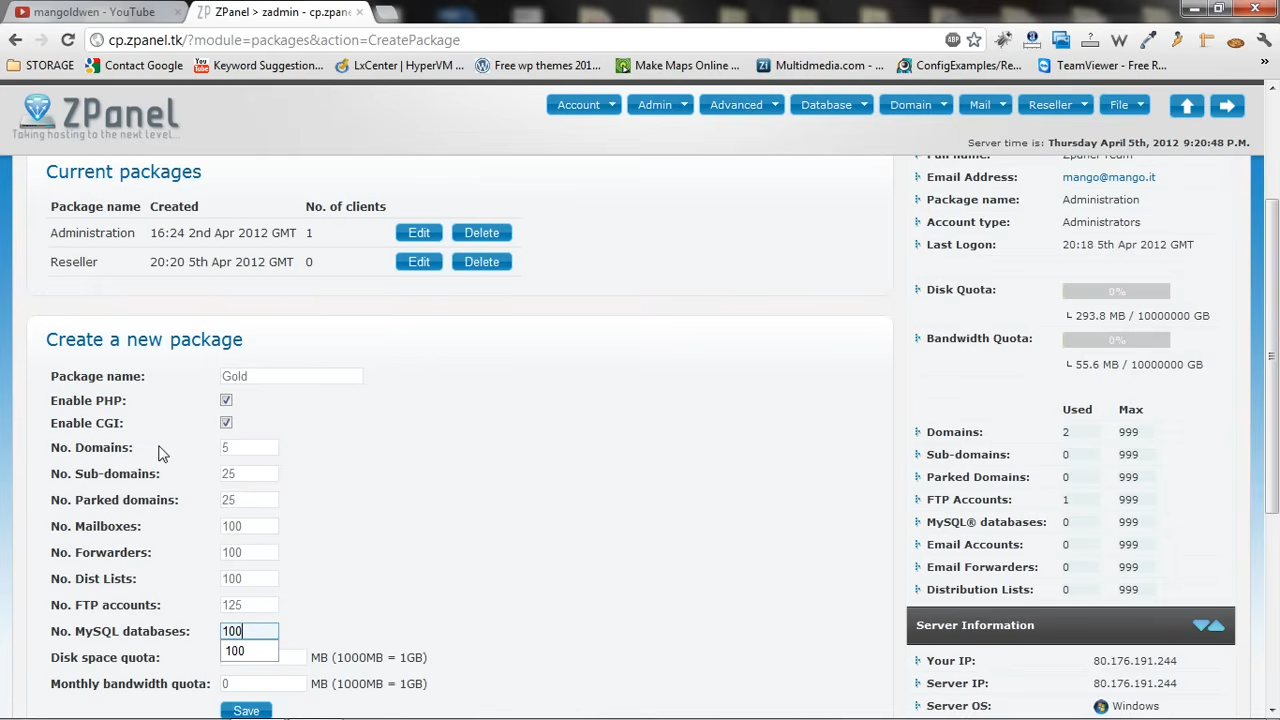 mangoldwen - YouTube
ZPanel > zadmin - cp.zpane
cp.zpanel.tk/?module=packages&action=CreatePackage
ABP
STORAGE
Contact Google
Keyword Suggestion...
LxCenter | HyperVM ...
Free wp themes 201...
Make Maps Online ...
Multidmedia.com - ...
ConfigExamples/Re...
TeamViewer - Free R...
ZPANEL
Taking hosting to the next level...
Account
Admin
Advanced
Database
Domain
Mail
Reseller
File
Server time is: Thursday April 5th, 2012 9:20:48 P.M.
Current packages
Package name Created No. of clients
Administration 16:24 2nd Apr 2012 GMT 1 Edit Delete
Reseller 20:20 5th Apr 2012 GMT 0 Edit Delete
Create a new package
Package name: Gold
Enable PHP:
Enable CGI:
No. Domains: 5
No. Sub-domains: 25
No. Parked domains: 25
No. Mailboxes: 100
No. Forwarders: 100
No. Dist Lists: 100
No. FTP accounts: 125
No. MySQL databases: 100
100
Disk space quota: MB (1000MB = 1GB)
Monthly bandwidth quota: 0 MB (1000MB = 1GB)
Save
Full name: Zpanel Team
Email Address: mango@mango.it
Package name: Administration
Account type: Administrators
Last Logon: 20:18 5th Apr 2012 GMT
Disk Quota: 0%
293.8 MB / 10000000 GB
Bandwidth Quota: 0%
55.6 MB / 10000000 GB
Used Max
Domains: 2 999
Sub-domains: 0 999
Parked Domains: 0 999
FTP Accounts: 1 999
MySQL® databases: 0 999
Email Accounts: 0 999
Email Forwarders: 0 999
Distribution Lists: 0 999
Server Information
Your IP: 80.176.191.244
Server IP: 80.176.191.244
Server OS: Windows